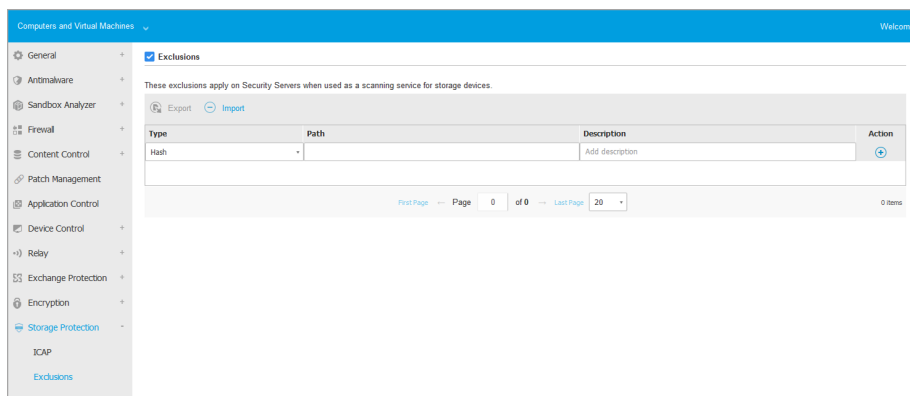 Computers and Virtual Machines
Welcom
General +
Antimalware +
Sandbox Analyzer +
Firewall +
Content Control +
Patch Management
Application Control
Device Control +
Relay +
Exchange Protection +
Encryption +
Storage Protection -
ICAP
Exclusions
Exclusions
These exclusions apply on Security Servers when used as a scanning service for storage devices.
Export Import
Type Path Description Action
Hash Add description
First Page ← Page 0 of 0 → Last Page 20 0 items